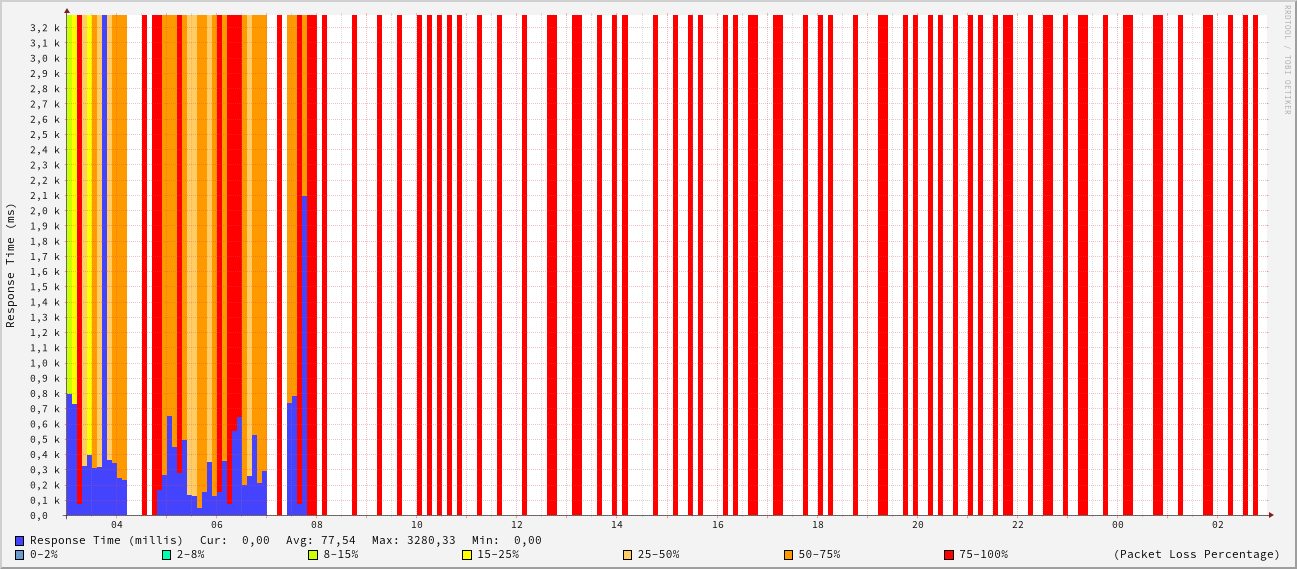 RRDTOOL / TOBI OETIKER
Response Time (ms)
3,2 k
3,1 k
3,0 k
2,9 k
2,8 k
2,7 k
2,6 k
2,5 k
2,4 k
2,3 k
2,2 k
2,1 k
2,0 k
1,9 k
1,8 k
1,7 k
1,6 k
1,5 k
1,4 k
1,3 k
1,2 k
1,1 k
1,0 k
0,9 k
0,8 k
0,7 k
0,6 k
0,5 k
0,4 k
0,3 k
0,2 k
0,1 k
0,0
04 06 08 10 12 14 16 18 20 22 00 02
Response Time (millis) Cur: 0,00 Avg: 77,54 Max: 3280,33 Min: 0,00
0-2% 2-8% 8-15% 15-25% 25-50% 50-75% 75-100% (Packet Loss Percentage)